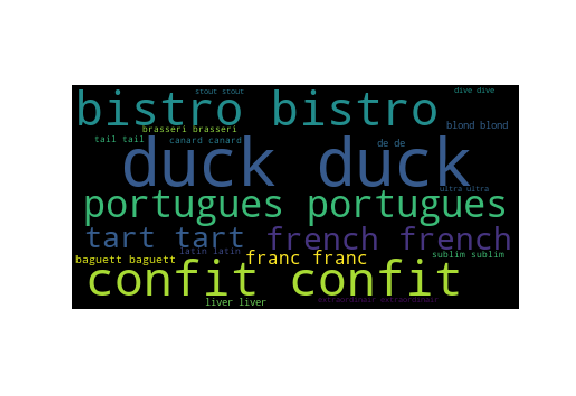 stout stout
dive dive
bistro bistro
brasseri brasseri
blond blond
tail tail
canard canard
de de
duck duck
ultra ultra
portugues portugues
tart tart
french french
latin latin
baguett baguett
franc franc
sublim sublim
confit confit
liver liver
extraordinair extraordinair